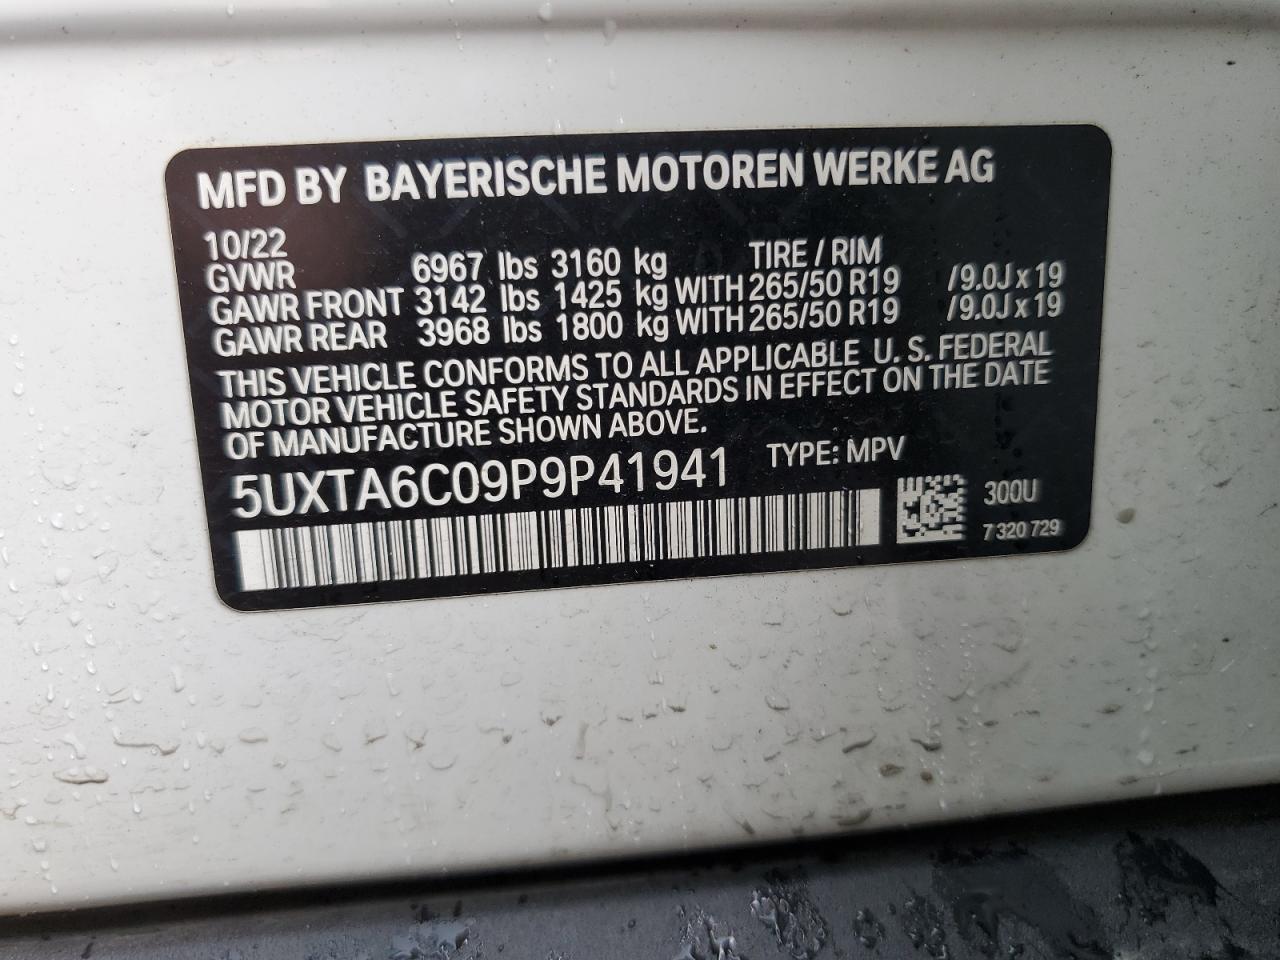 MFD BY BAYERISCHE MOTOREN WERKE AG
10/22
GVWR 6967 lbs 3160 kg TIRE / RIM
GAWR FRONT 3142 lbs 1425 kg WITH 265/50 R19 /9.0J x 19
GAWR REAR 3968 lbs 1800 kg WITH 265/50 R19 /9.0J x 19
THIS VEHICLE CONFORMS TO ALL APPLICABLE U. S. FEDERAL
MOTOR VEHICLE SAFETY STANDARDS IN EFFECT ON THE DATE
OF MANUFACTURE SHOWN ABOVE.
5UXTA6C09P9P41941 TYPE: MPV
300U
7 320 729